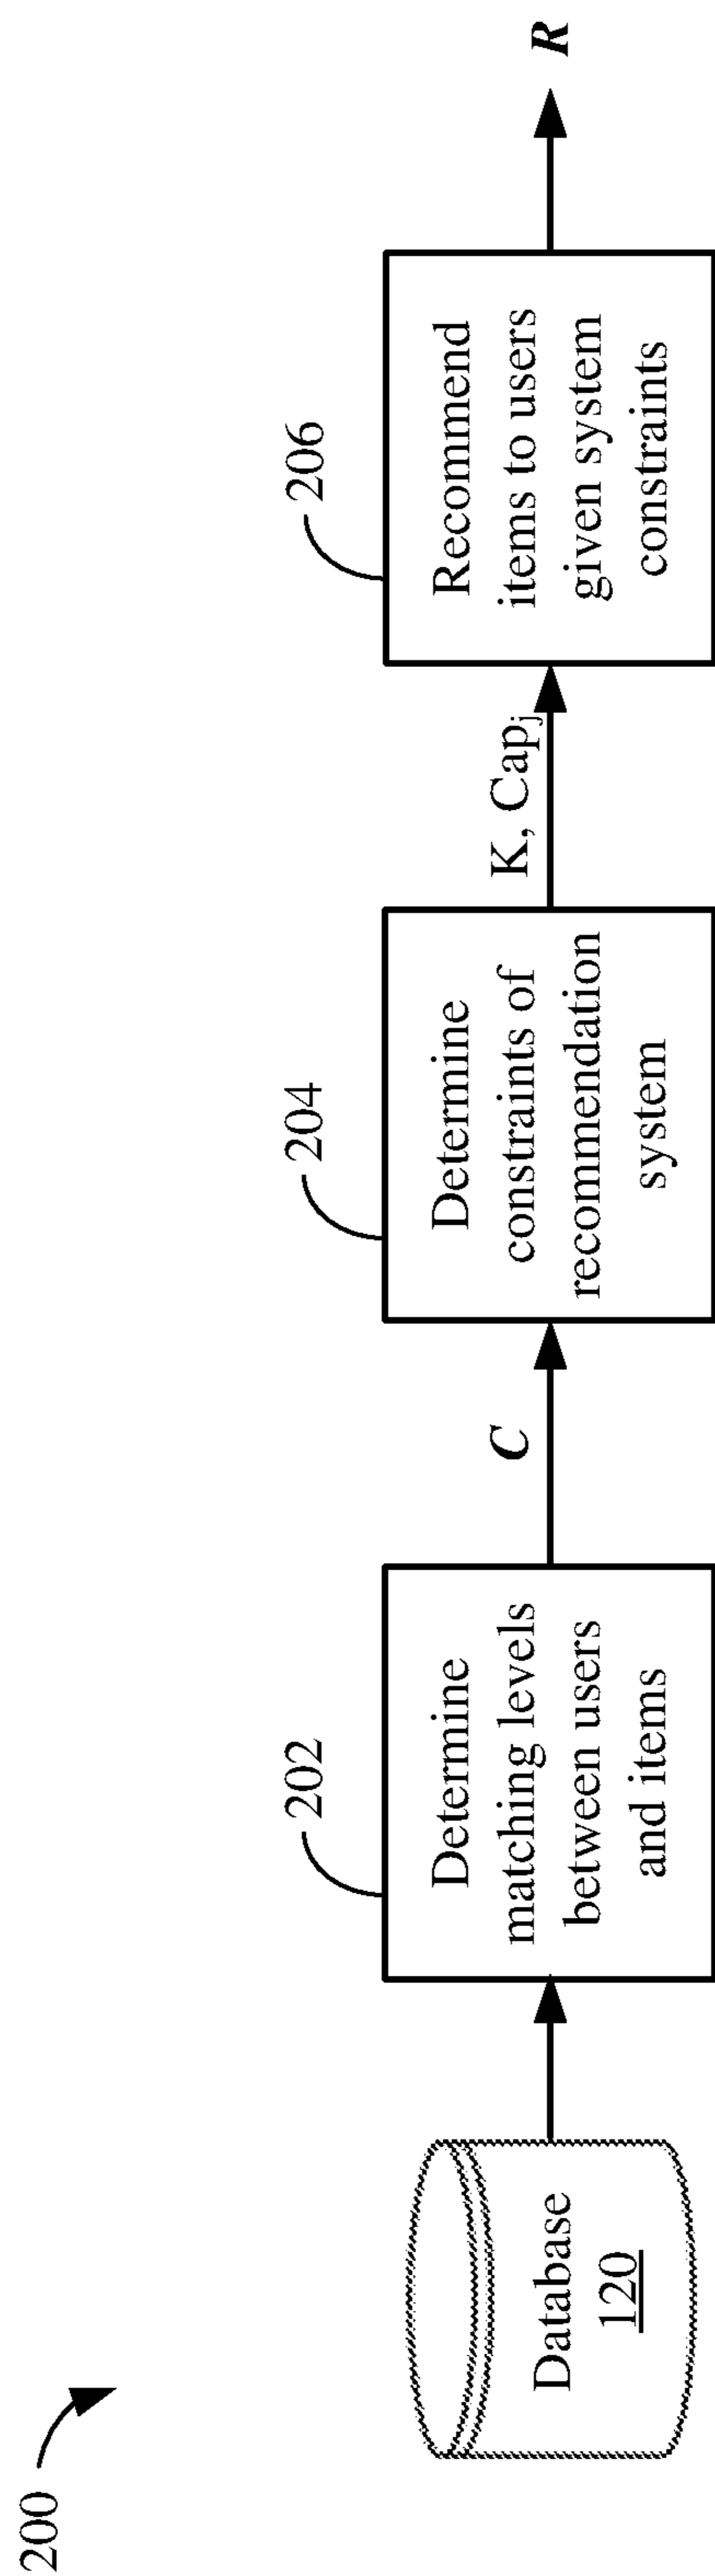 200
Database
120
202
Determine
matching levels
between users
and items
C
204
Determine
constraints of
recommendation
system
K, Capj
206
Recommend
items to users
given system
constraints
R